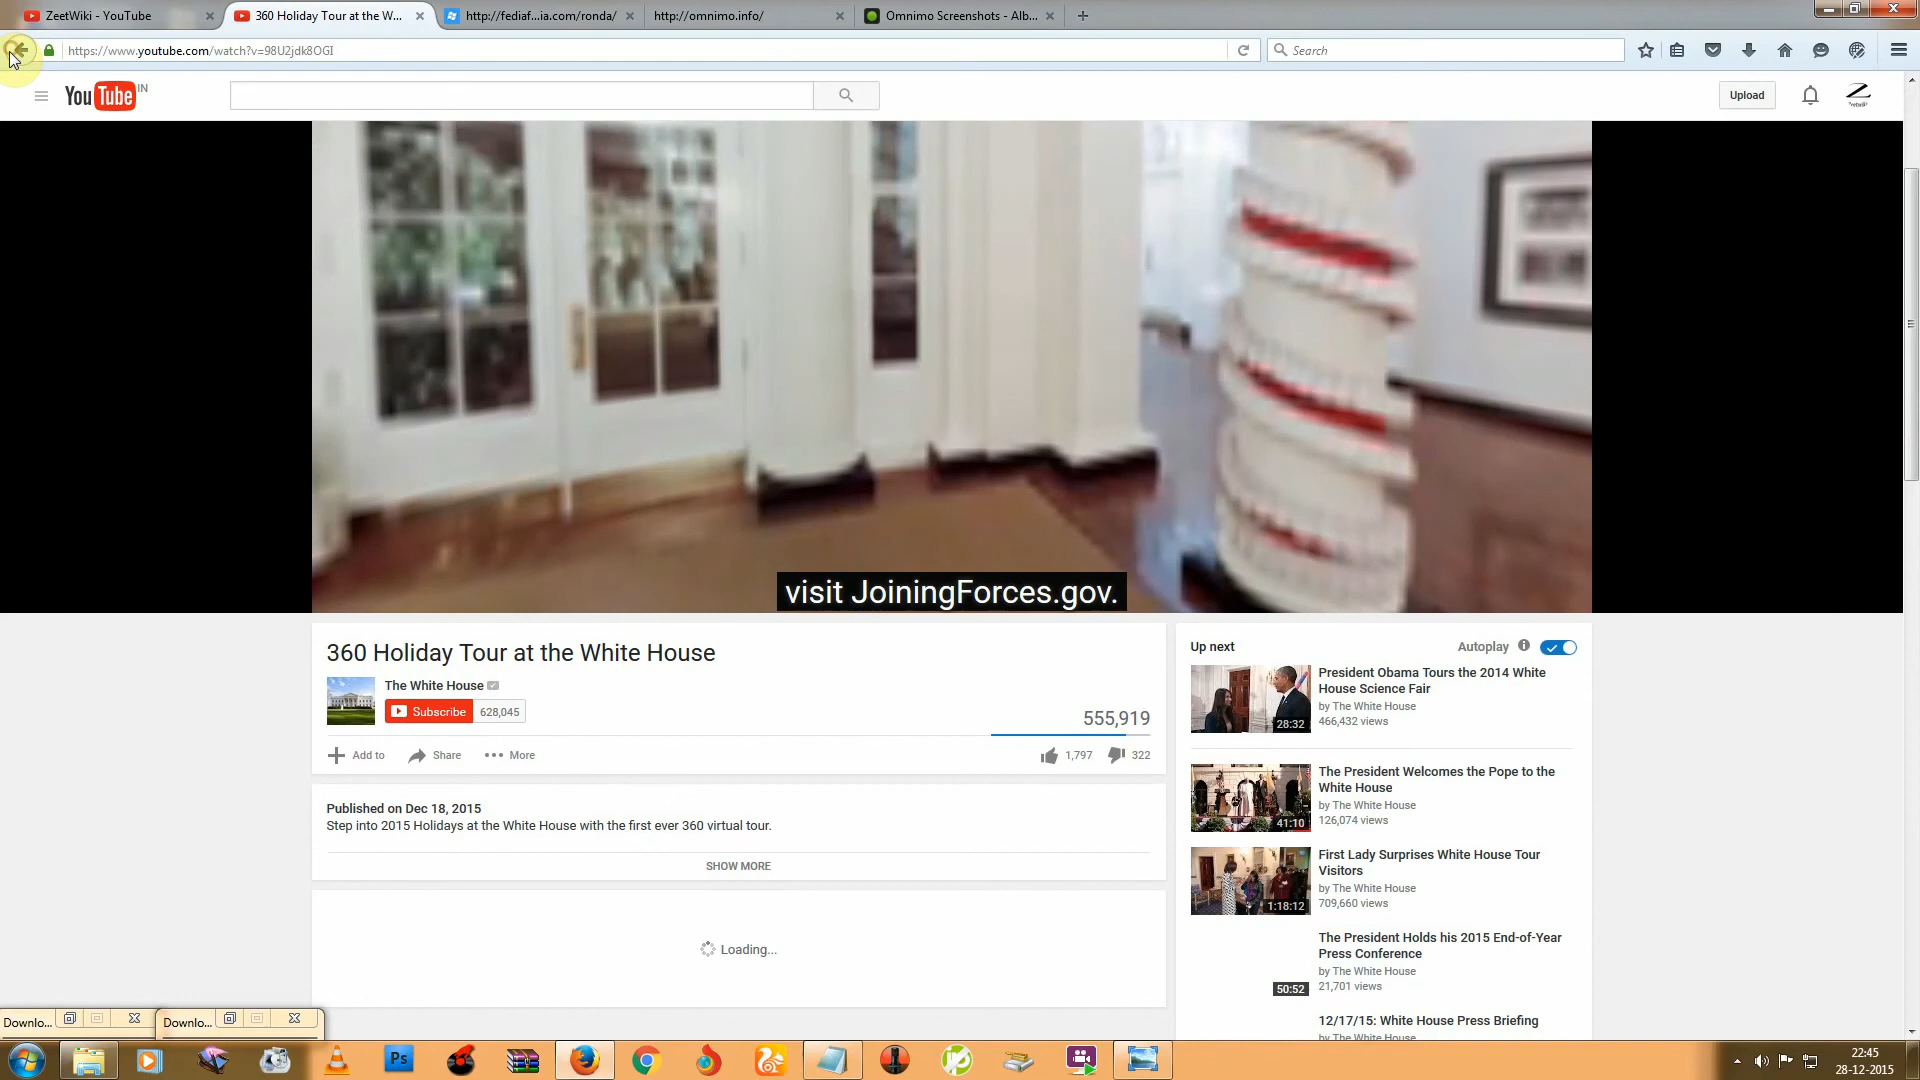 ZeetWiki - YouTube
360 Holiday Tour at the W...
http://fediaf...ia.com/ronda/
http://omnimo.info/
Omnimo Screenshots - Alb...
https://www.youtube.com/watch?v=98U2jdk8OGI
Search
YouTube IN
Upload
visit JoiningForces.gov.
360 Holiday Tour at the White House
The White House
Subscribe 628,045
555,919
Add to Share More 1,797 322
Published on Dec 18, 2015
Step into 2015 Holidays at the White House with the first ever 360 virtual tour.
SHOW MORE
Loading...
Up next Autoplay
President Obama Tours the 2014 White
House Science Fair
by The White House
466,432 views
28:32
The President Welcomes the Pope to the
White House
by The White House
126,074 views
41:10
First Lady Surprises White House Tour
Visitors
by The White House
709,660 views
1:18:12
The President Holds his 2015 End-of-Year
Press Conference
by The White House
21,701 views
50:52
12/17/15: White House Press Briefing
by The White House
Downlo...
Downlo...
Ps
22:45
28-12-2015